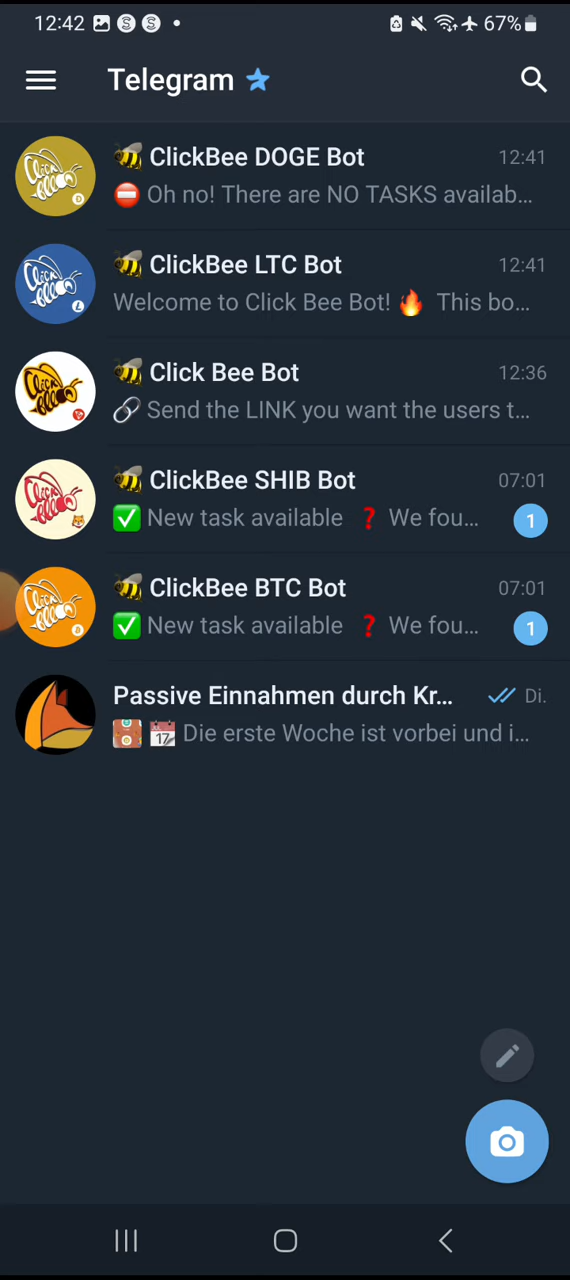 12:42 67%
Telegram
ClickBee DOGE Bot 12:41
Oh no! There are NO TASKS availab...
ClickBee LTC Bot 12:41
Welcome to Click Bee Bot! 🔥 This bo...
Click Bee Bot 12:36
Send the LINK you want the users t...
ClickBee SHIB Bot 07:01
✅ New task available ❓ We fou... 1
ClickBee BTC Bot 07:01
✅ New task available ❓ We fou... 1
Passive Einnahmen durch Kr... Di.
Die erste Woche ist vorbei und i...